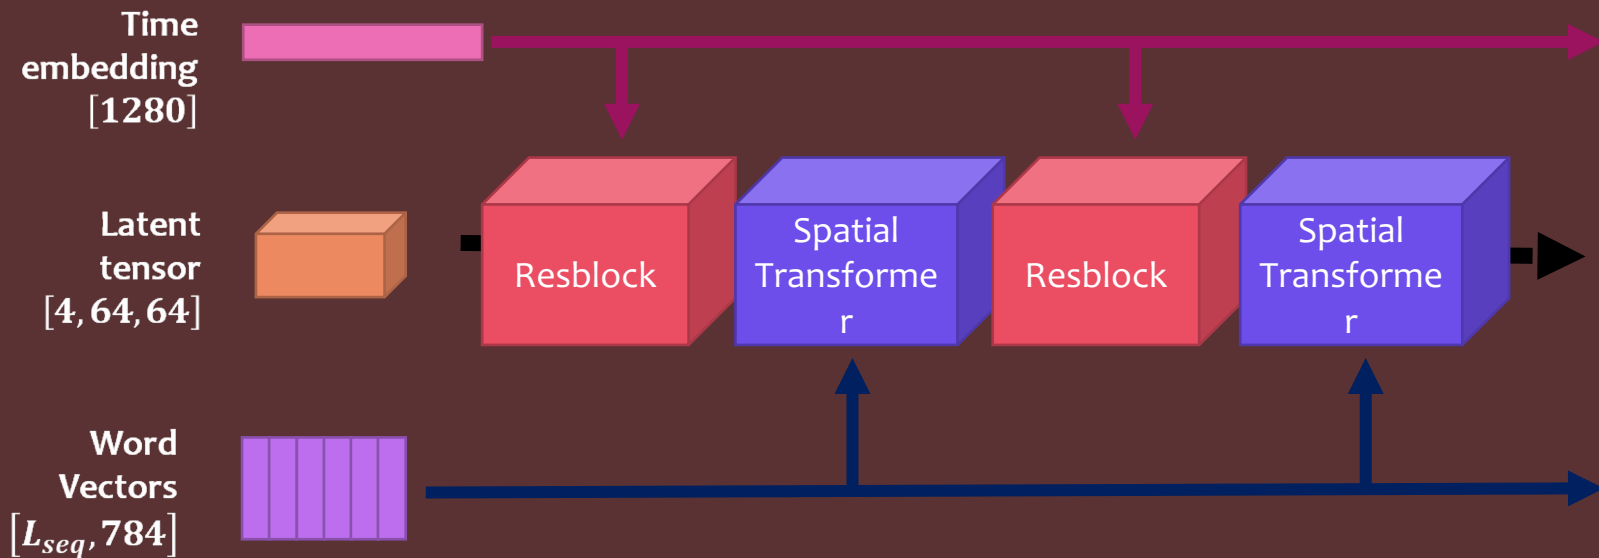 Time
embedding
[1280]
Latent
tensor
[4, 64, 64]
Resblock
Spatial
Transforme
r
Resblock
Spatial
Transforme
r
Word
Vectors
[L_seq, 784]